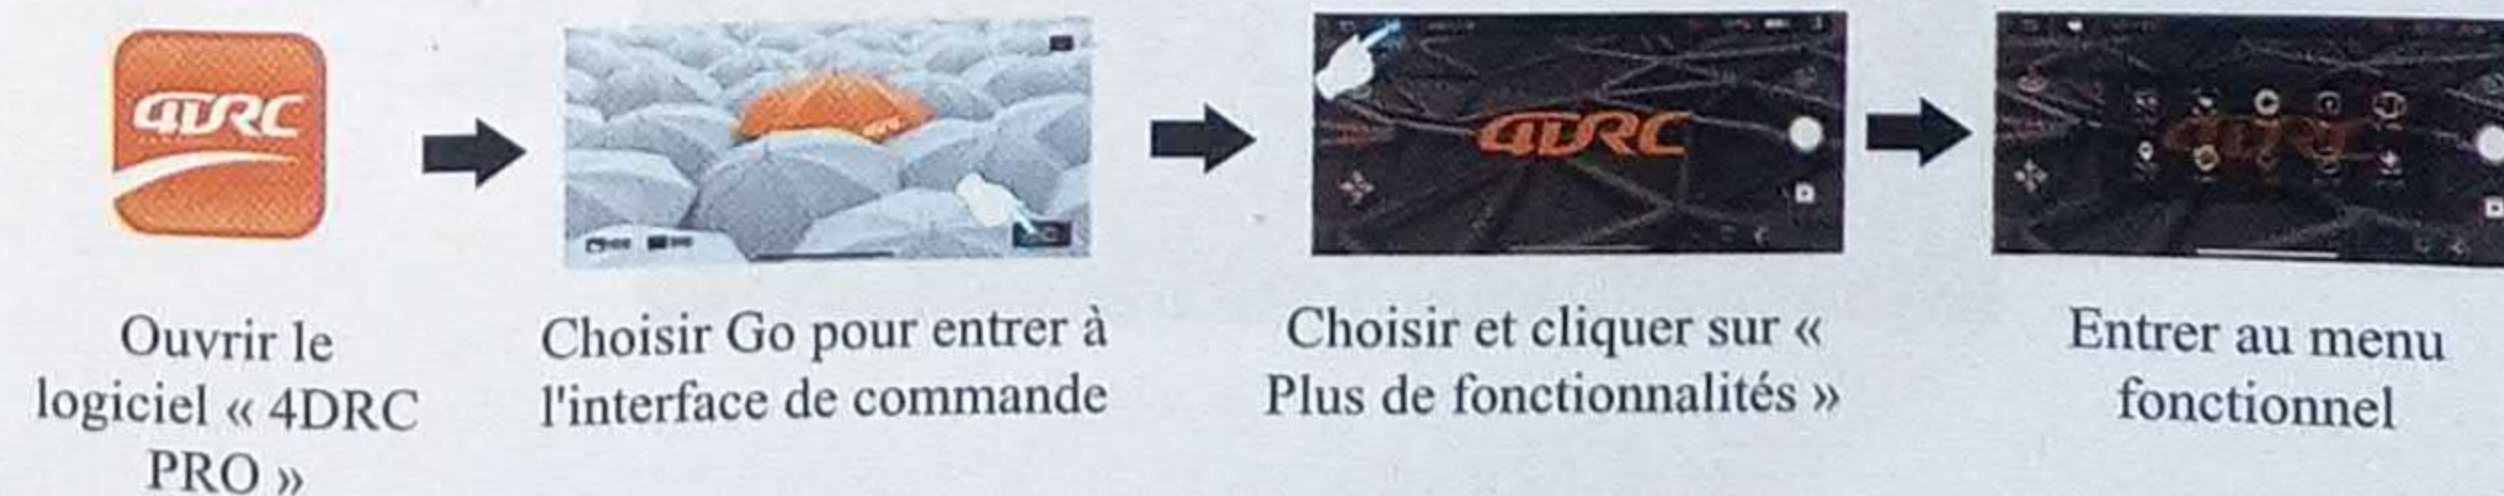 4DRC
4DRC
4DRC
Ouvrir le
logiciel « 4DRC
PRO »
Choisir Go pour entrer à
l'interface de commande
Choisir et cliquer sur «
Plus de fonctionnalités »
Entrer au menu
fonctionnel